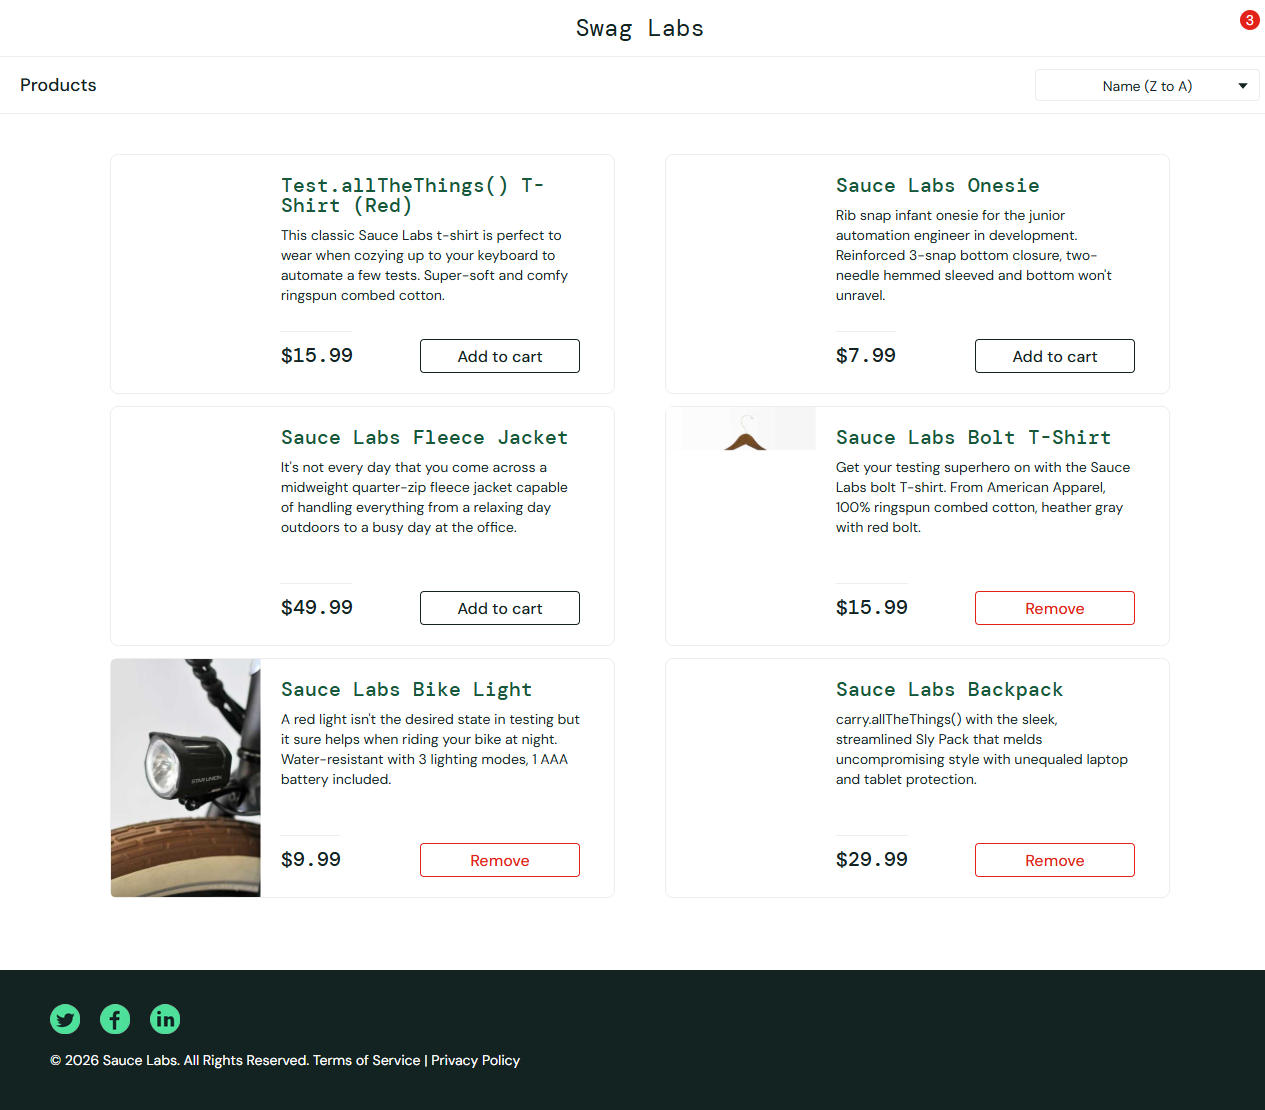 Swag Labs
3
Products
Name (Z to A)
Test.allTheThings() T-
Shirt (Red)
This classic Sauce Labs t-shirt is perfect to
wear when cozying up to your keyboard to
automate a few tests. Super-soft and comfy
ringspun combed cotton.
$15.99
Add to cart
Sauce Labs Onesie
Rib snap infant onesie for the junior
automation engineer in development.
Reinforced 3-snap bottom closure, two-
needle hemmed sleeved and bottom won't
unravel.
$7.99
Add to cart
Sauce Labs Fleece Jacket
It's not every day that you come across a
midweight quarter-zip fleece jacket capable
of handling everything from a relaxing day
outdoors to a busy day at the office.
$49.99
Add to cart
Sauce Labs Bolt T-Shirt
Get your testing superhero on with the Sauce
Labs bolt T-shirt. From American Apparel,
100% ringspun combed cotton, heather gray
with red bolt.
$15.99
Remove
STAR UNION
Sauce Labs Bike Light
A red light isn't the desired state in testing but
it sure helps when riding your bike at night.
Water-resistant with 3 lighting modes, 1 AAA
battery included.
$9.99
Remove
Sauce Labs Backpack
carry.allTheThings() with the sleek,
streamlined Sly Pack that melds
uncompromising style with unequaled laptop
and tablet protection.
$29.99
Remove
© 2026 Sauce Labs. All Rights Reserved. Terms of Service | Privacy Policy